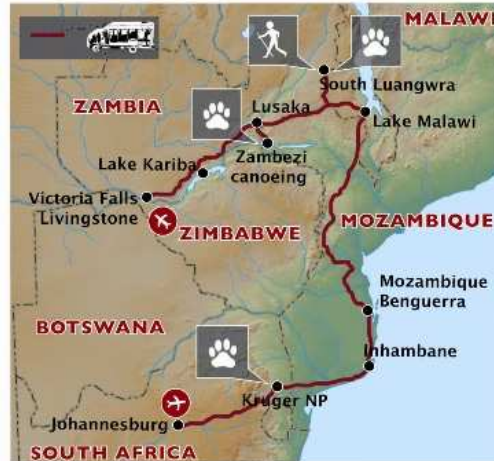 MALAWI
South Luangwra
ZAMBIA
Lusaka
Lake Malawi
Lake Kariba
Zambezi
canoeing
Victoria Falls
Livingstone
MOZAMBIQUE
ZIMBABWE
Mozambique
Benguerra
BOTSWANA
Inhambane
Kruger NP
Johannesburg
SOUTH AFRICA